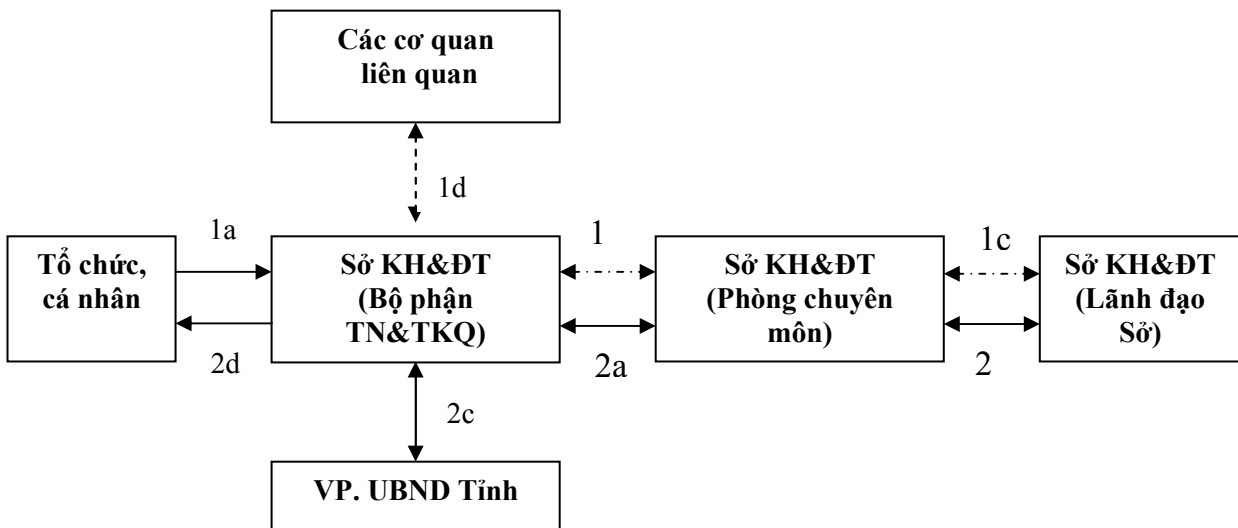 Các cơ quan
liên quan
1d
1a
Tổ chức,
cá nhân
2d
Sở KH&ĐT
(Bộ phận
TN&TKQ)
1
2a
Sở KH&ĐT
(Phòng chuyên
môn)
1c
2
Sở KH&ĐT
(Lãnh đạo
Sở)
2c
VP. UBND Tỉnh